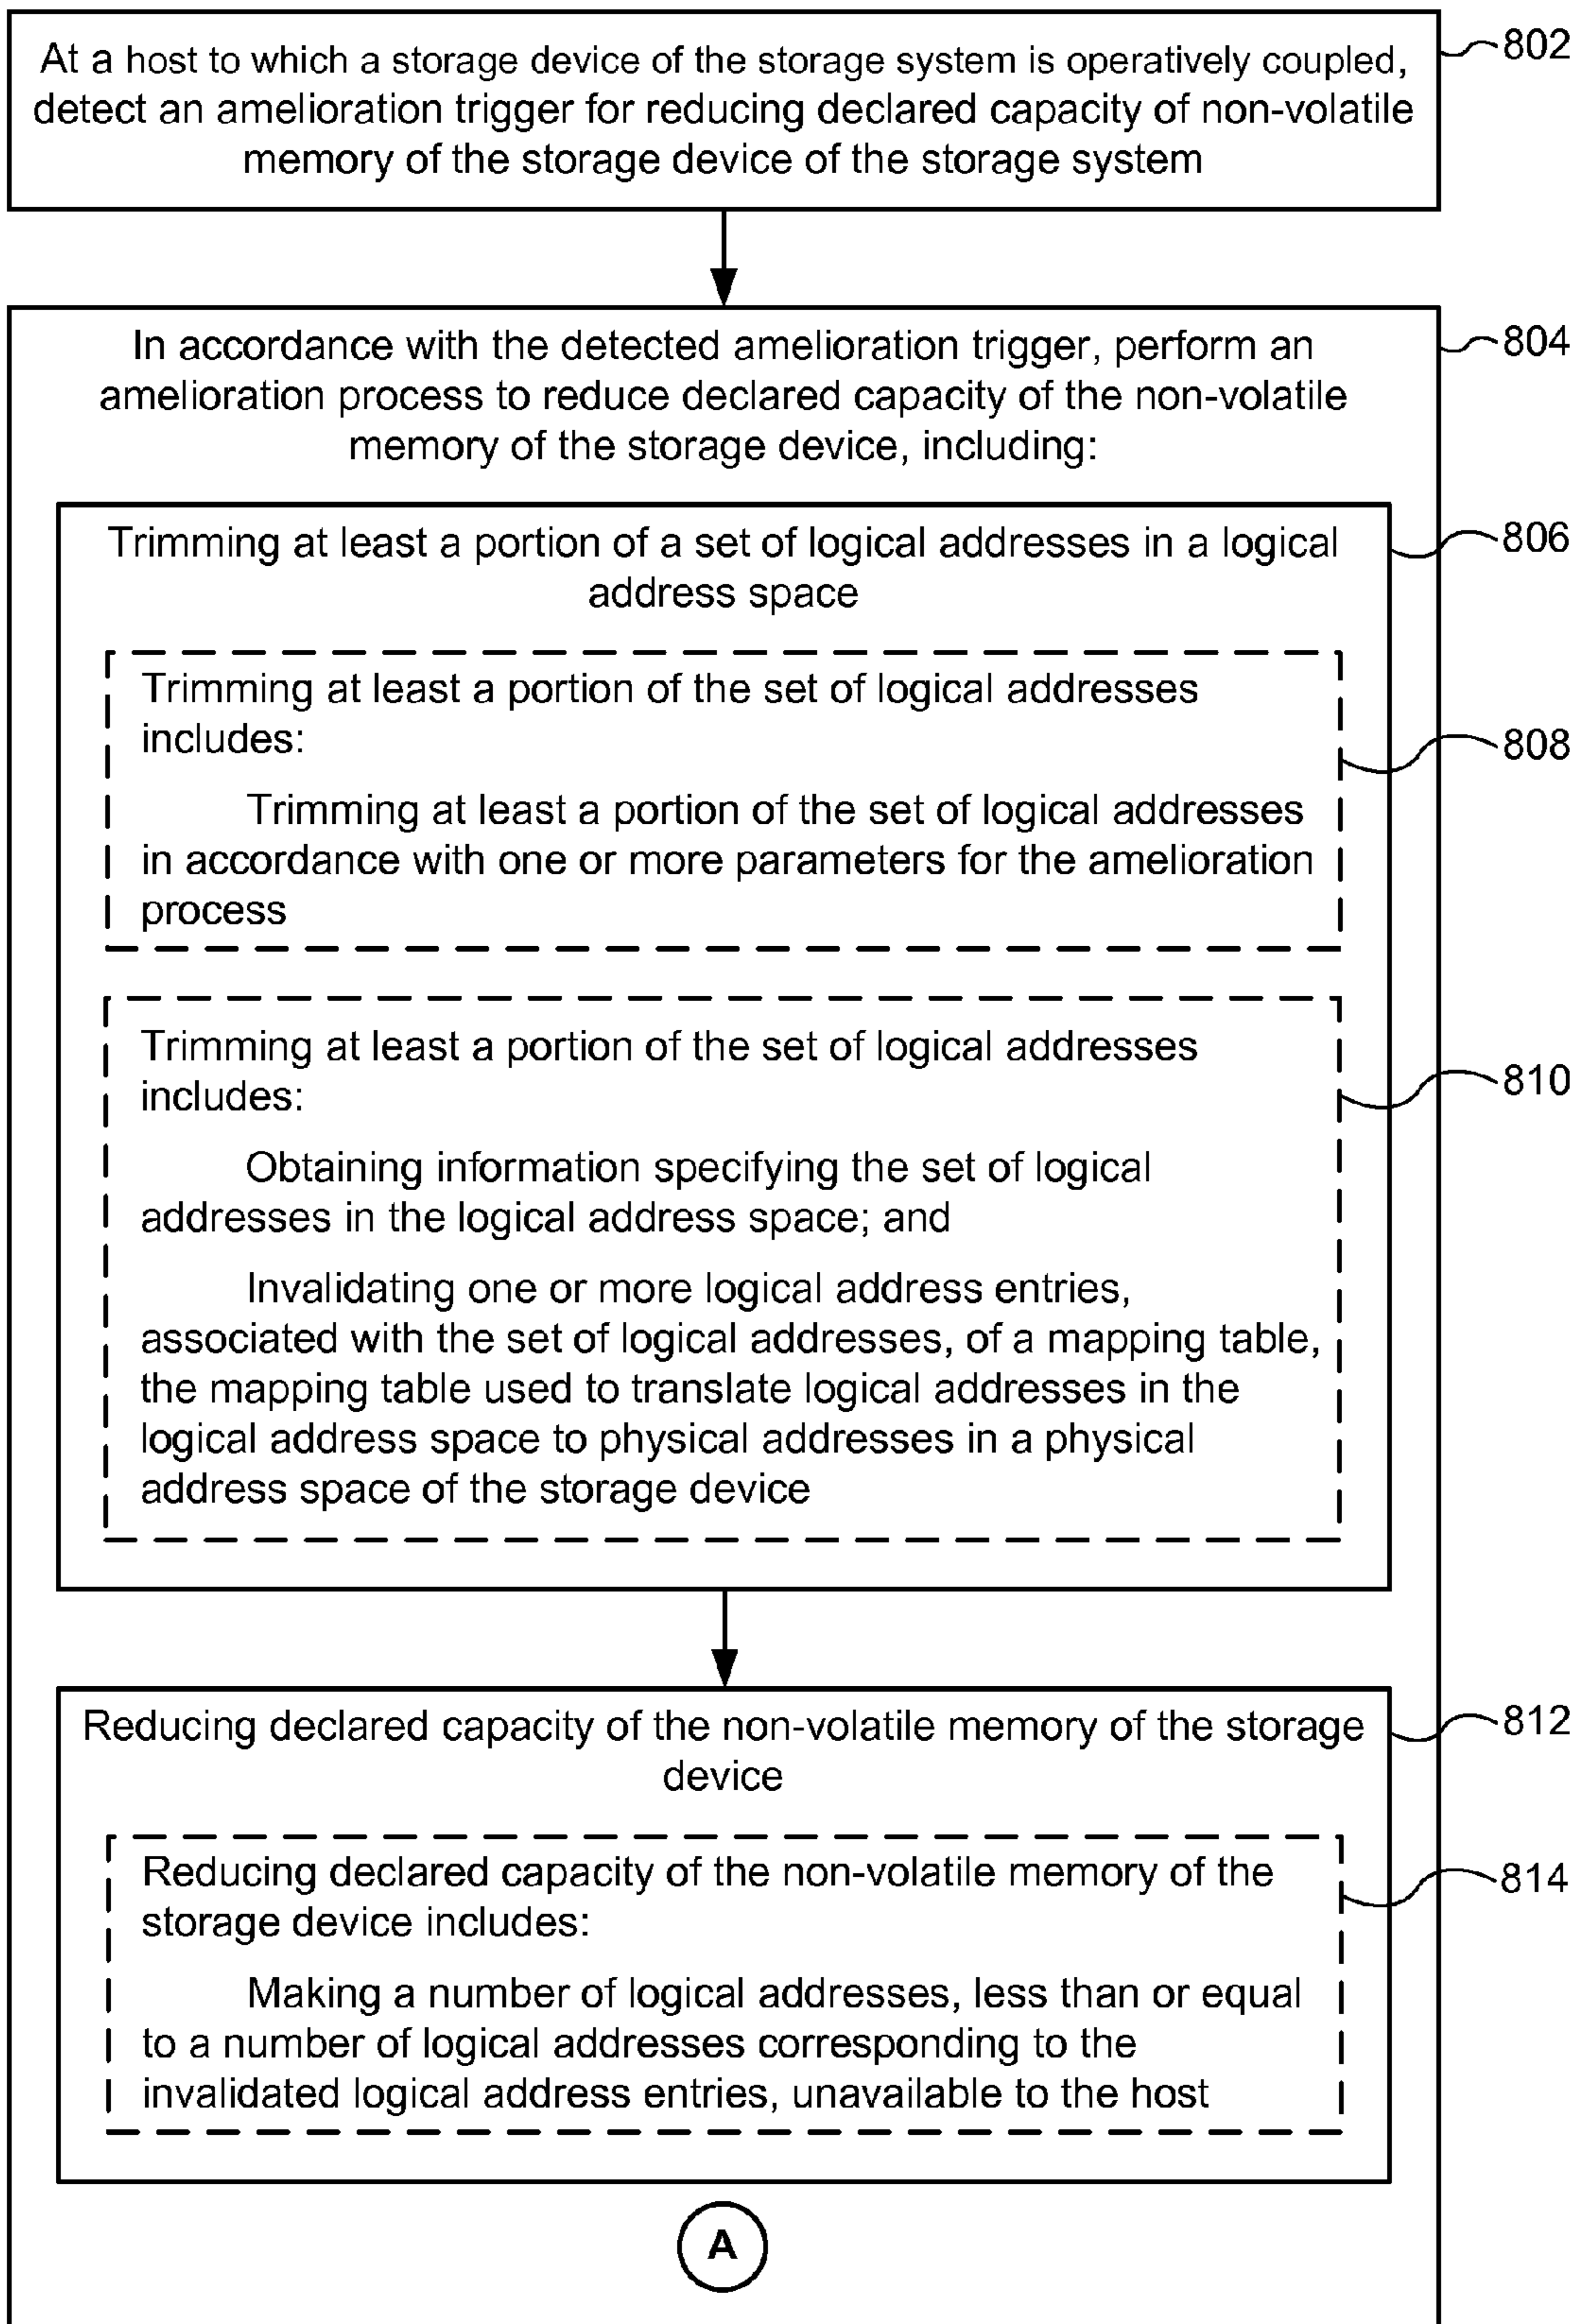 At a host to which a storage device of the storage system is operatively coupled,
detect an amelioration trigger for reducing declared capacity of non-volatile
memory of the storage device of the storage system
802
In accordance with the detected amelioration trigger, perform an
amelioration process to reduce declared capacity of the non-volatile
memory of the storage device, including:
804
Trimming at least a portion of a set of logical addresses in a logical
address space
806
Trimming at least a portion of the set of logical addresses
includes:
Trimming at least a portion of the set of logical addresses
in accordance with one or more parameters for the amelioration
process
808
Trimming at least a portion of the set of logical addresses
includes:
Obtaining information specifying the set of logical
addresses in the logical address space; and
Invalidating one or more logical address entries,
associated with the set of logical addresses, of a mapping table,
the mapping table used to translate logical addresses in the
logical address space to physical addresses in a physical
address space of the storage device
810
Reducing declared capacity of the non-volatile memory of the storage
device
812
Reducing declared capacity of the non-volatile memory of the
storage device includes:
Making a number of logical addresses, less than or equal
to a number of logical addresses corresponding to the
invalidated logical address entries, unavailable to the host
814
A